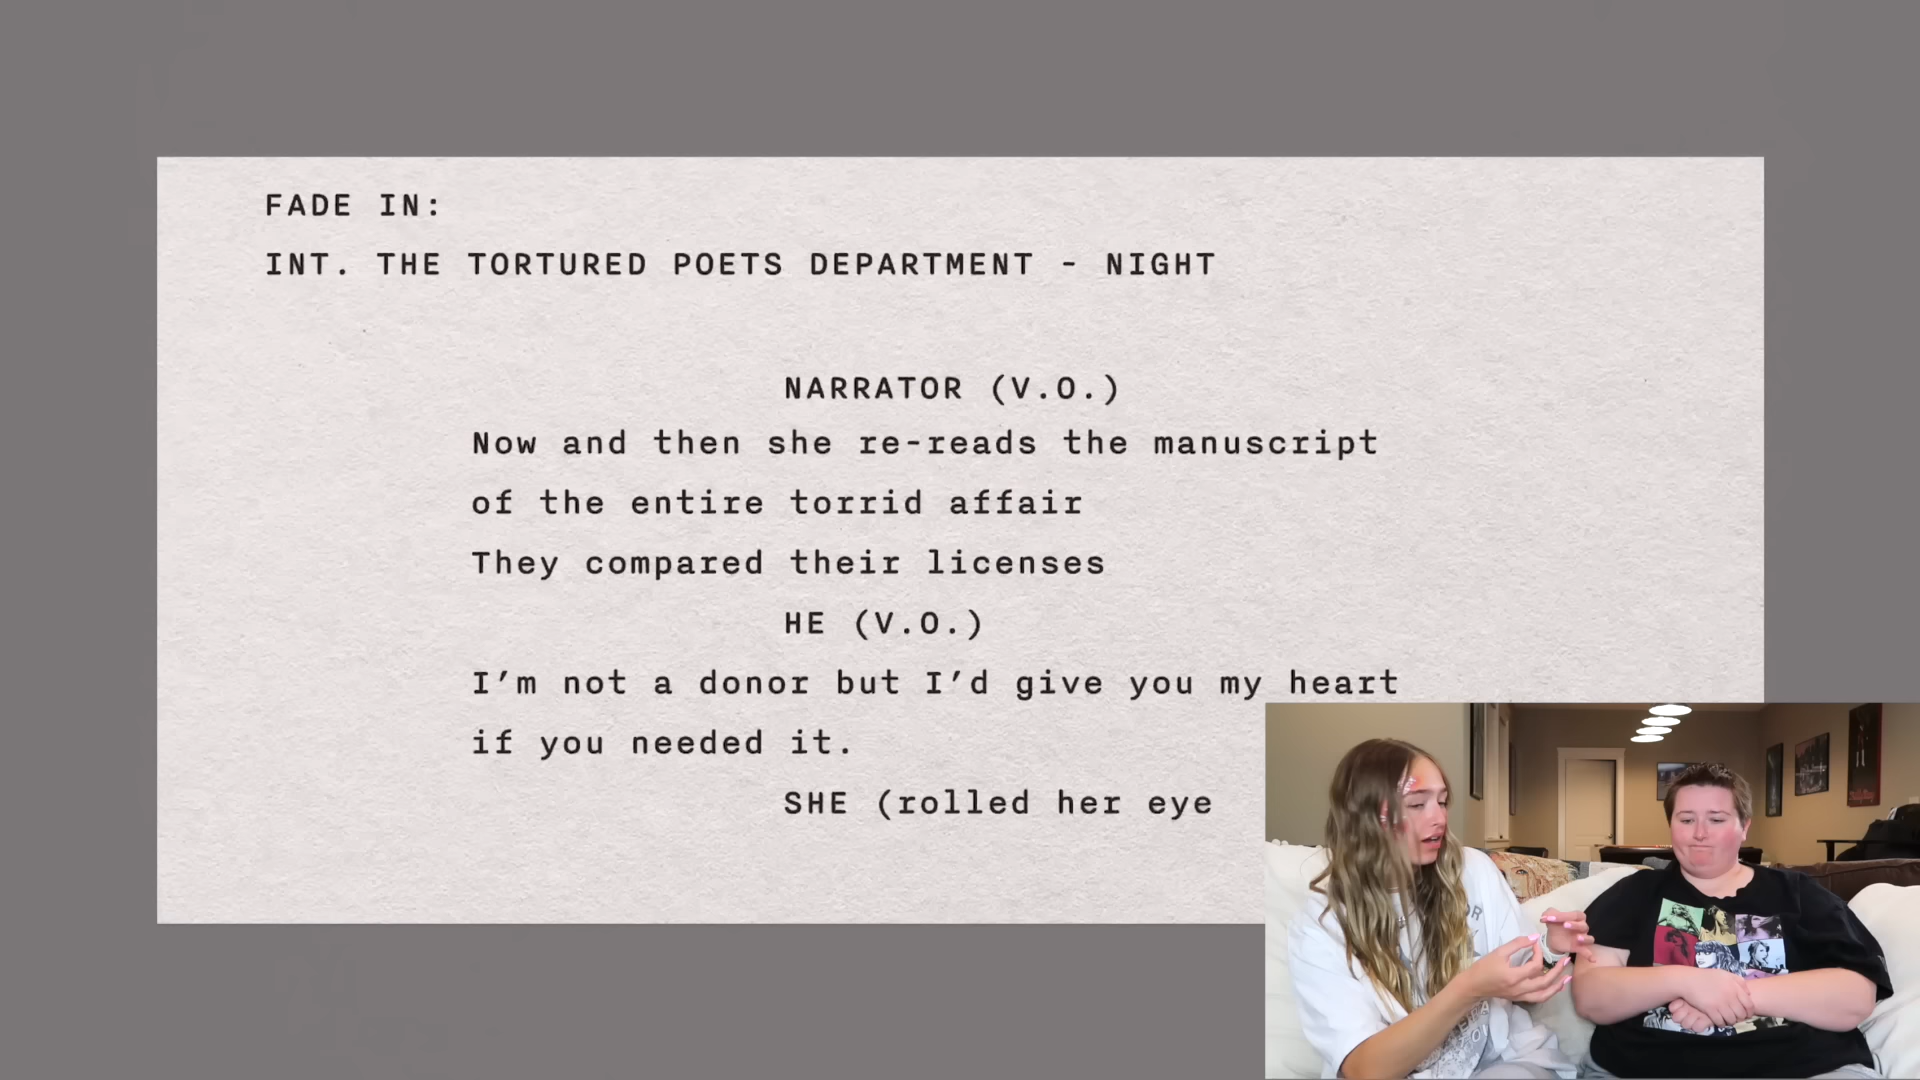 FADE IN:
INT. THE TORTURED POETS DEPARTMENT - NIGHT
NARRATOR (V.O.)
Now and then she re-reads the manuscript
of the entire torrid affair
They compared their licenses
HE (V.O.)
I’m not a donor but I’d give you my heart
if you needed it.
SHE (rolled her eye